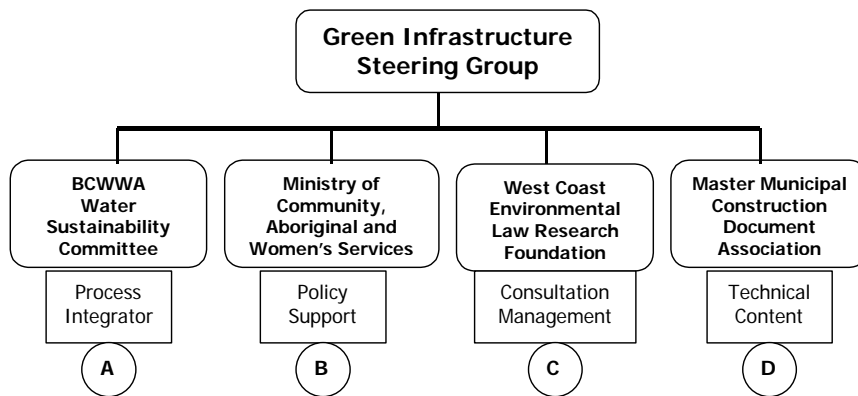 Green Infrastructure
Steering Group
BCWWA
Water
Sustainability
Committee
Ministry of
Community,
Aboriginal and
Women's Services
West Coast
Environmental
Law Research
Foundation
Master Municipal
Construction
Document
Association
Process
Integrator
Policy
Support
Consultation
Management
Technical
Content
A
B
C
D